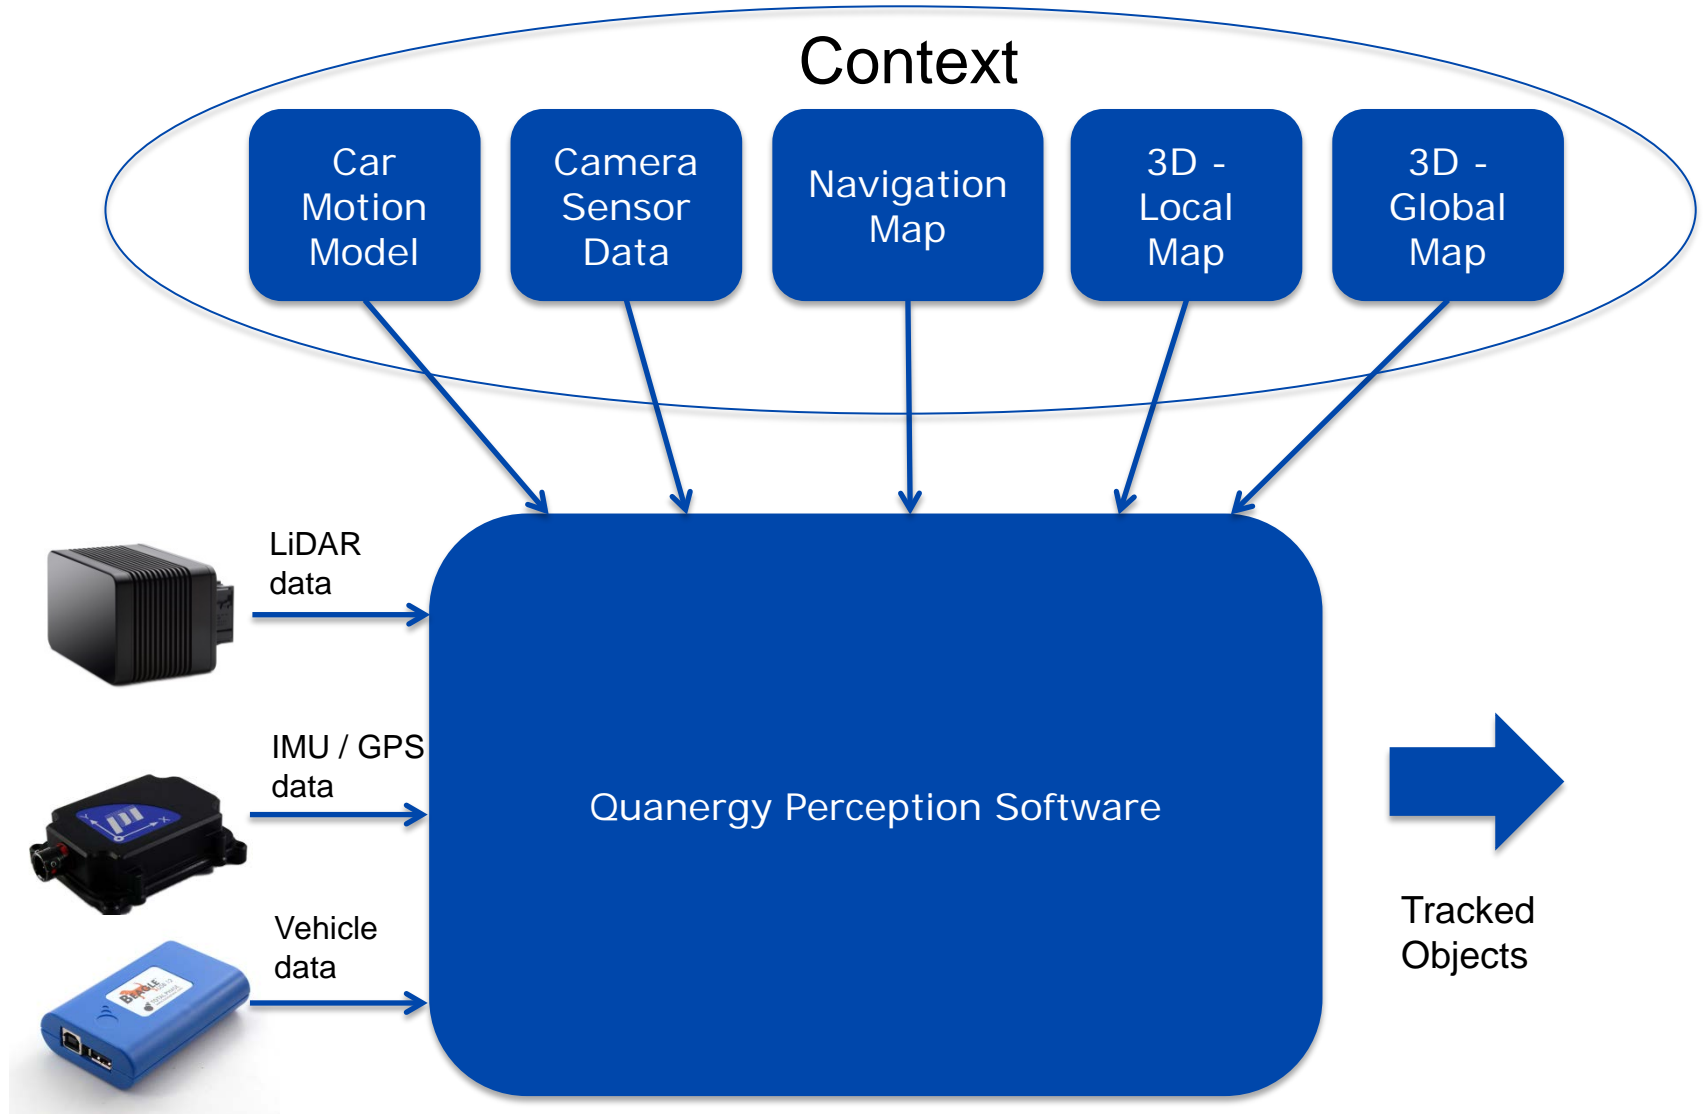 Context
Car
Motion
Model
Camera
Sensor
Data
Navigation
Map
3D -
Local
Map
3D -
Global
Map
LiDAR
data
IMU / GPS
data
Vehicle
data
Quanergy Perception Software
Tracked
Objects
X
BEAGLE